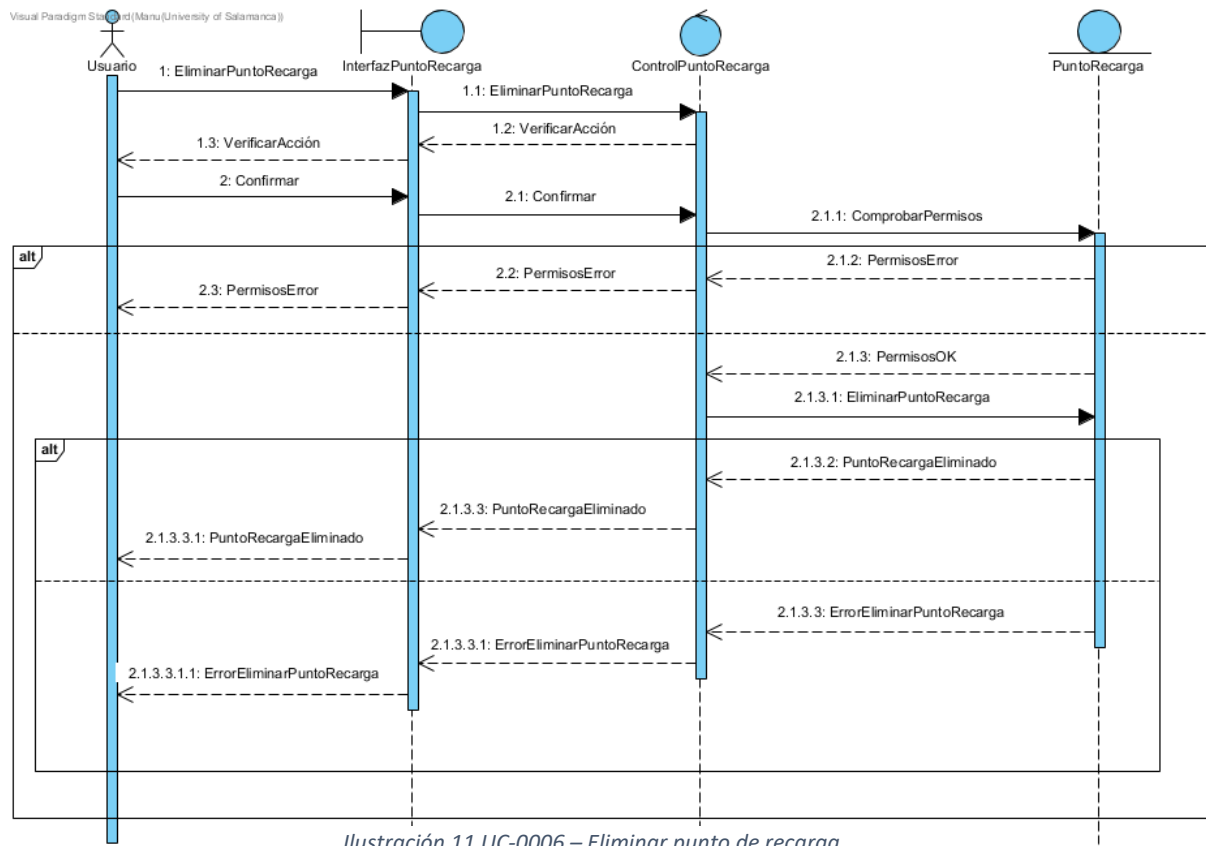 Visual Paradigm Standard(Manu(University of Salamanca))
Usuario
InterfazPuntoRecarga
ControlPuntoRecarga
PuntoRecarga
1: EliminarPuntoRecarga
1.1: EliminarPuntoRecarga
1.2: VerificarAcción
1.3: VerificarAcción
2: Confirmar
2.1: Confirmar
2.1.1: ComprobarPermisos
alt
2.1.2: PermisosError
2.2: PermisosError
2.3: PermisosError
2.1.3: PermisosOK
2.1.3.1: EliminarPuntoRecarga
alt
2.1.3.2: PuntoRecargaEliminado
2.1.3.3: PuntoRecargaEliminado
2.1.3.3.1: PuntoRecargaEliminado
2.1.3.3: ErrorEliminarPuntoRecarga
2.1.3.3.1: ErrorEliminarPuntoRecarga
2.1.3.3.1.1: ErrorEliminarPuntoRecarga
Ilustración 11 UC-0006 – Eliminar punto de recarga